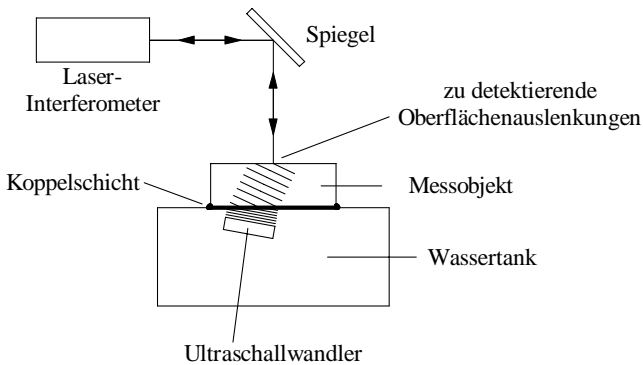 Spiegel
Laser-
Interferometer
zu detektierende
Oberflächenauslenkungen
Koppelschicht
Messobjekt
Wassertank
Ultraschallwandler